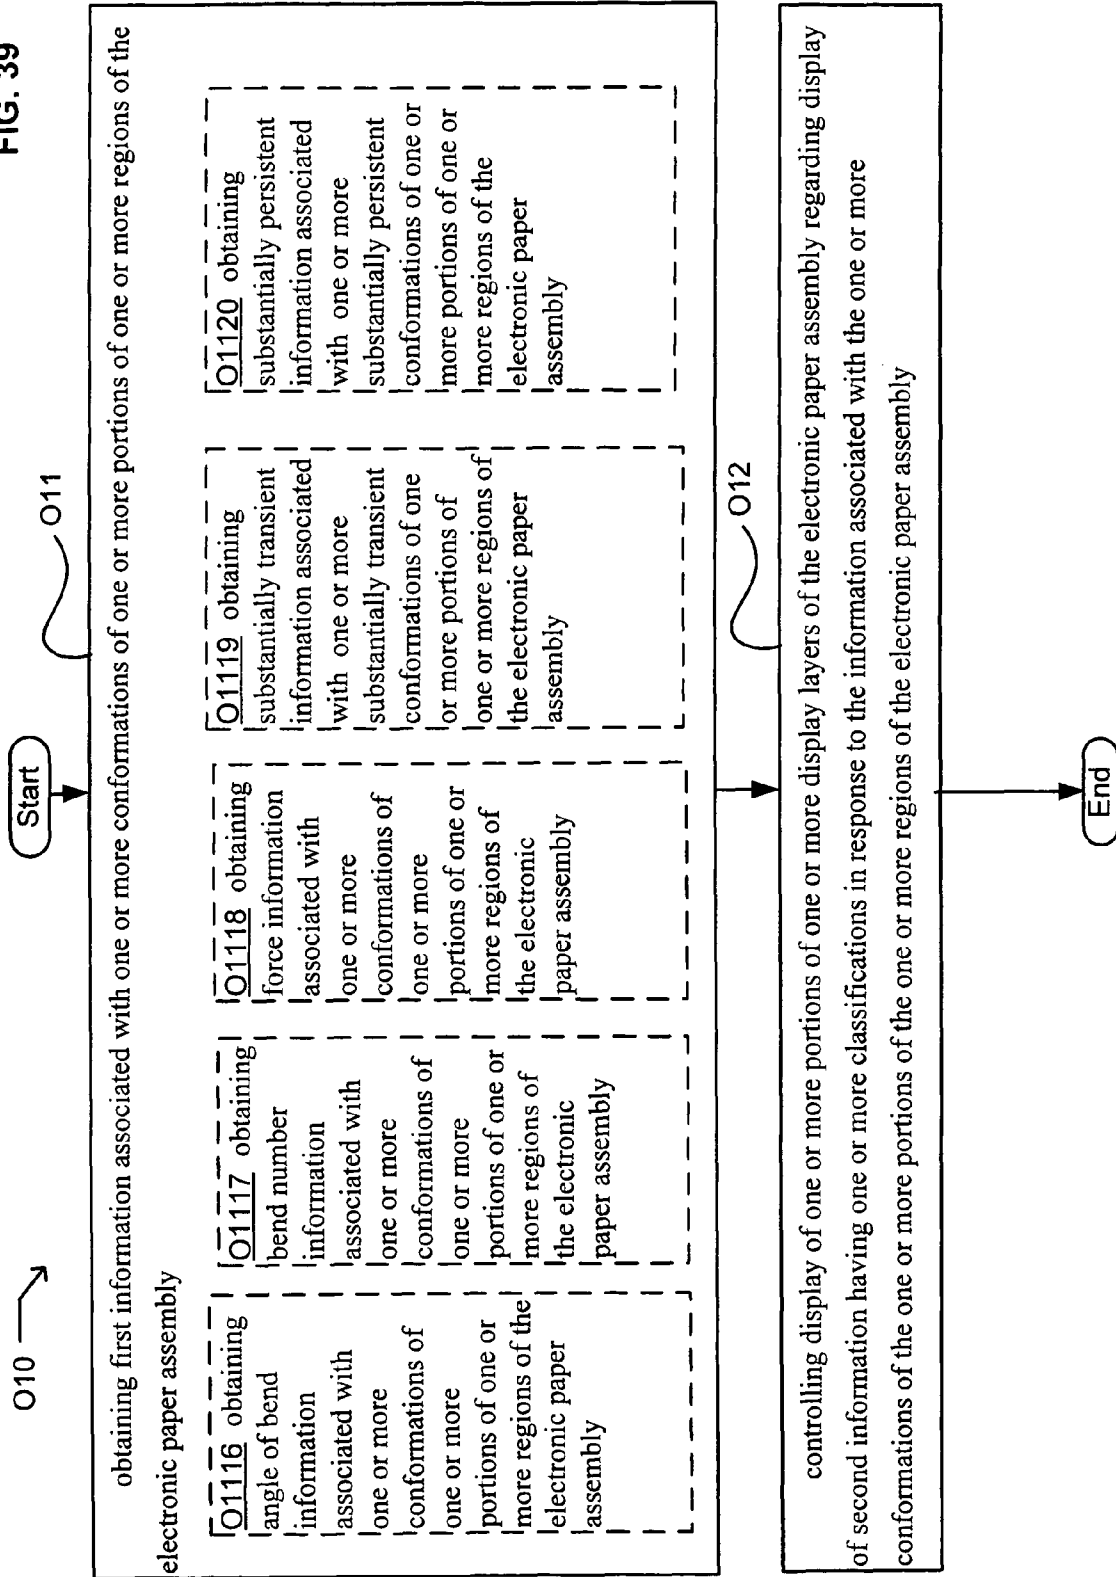 FIG. 39
O10
Start
O11
obtaining first information associated with one or more conformations of one or more portions of one or more regions of the
electronic paper assembly
O1116 obtaining
angle of bend
information
associated with
one or more
conformations of
one or more
portions of one or
more regions of the
electronic paper
assembly
O1117 obtaining
bend number
information
associated with
one or more
conformations of
one or more
portions of one or
more regions of
the electronic
paper assembly
O1118 obtaining
force information
associated with
one or more
conformations of
one or more
portions of one or
more regions of
the electronic
paper assembly
O1119 obtaining
substantially transient
information associated
with one or more
substantially transient
conformations of one
or more portions of
one or more regions of
the electronic paper
assembly
O1120 obtaining
substantially persistent
information associated
with one or more
substantially persistent
conformations of one or
more portions of one or
more regions of the
electronic paper
assembly
O12
controlling display of one or more portions of one or more display layers of the electronic paper assembly regarding display
of second information having one or more classifications in response to the information associated with the one or more
conformations of the one or more portions of the one or more regions of the electronic paper assembly
End